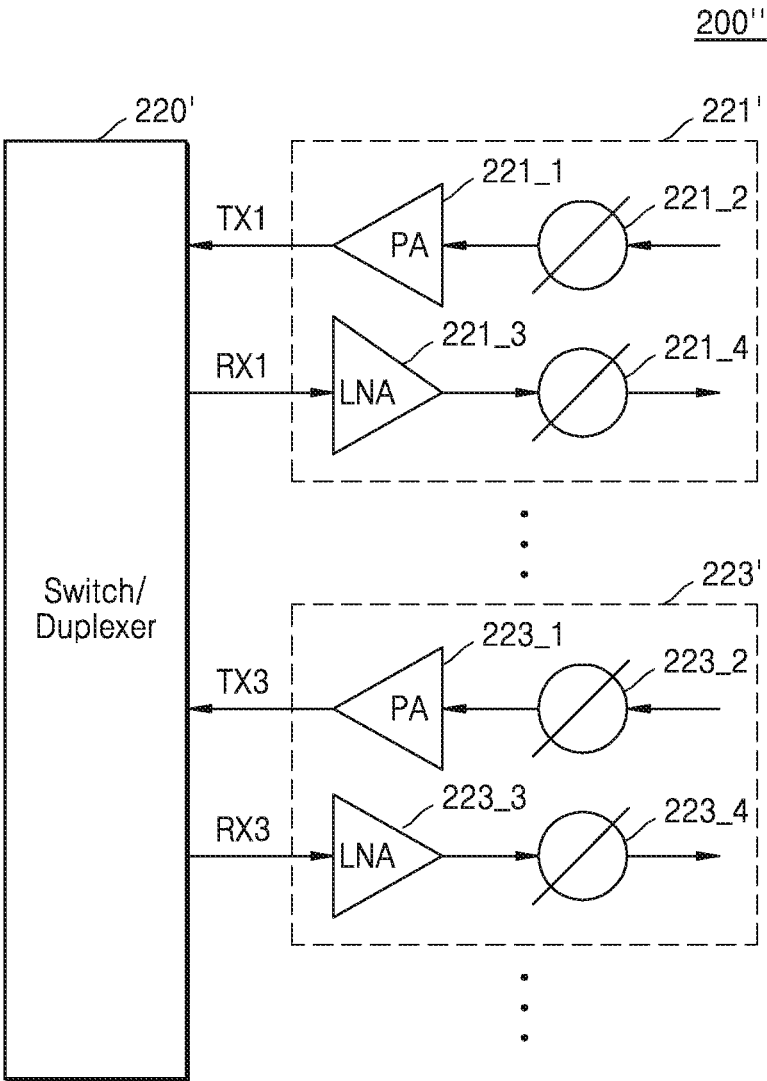 200''
220'
221'
221_1
221_2
TX1
PA
221_3
221_4
RX1
LNA
Switch/
Duplexer
223'
223_1
223_2
TX3
PA
223_3
223_4
RX3
LNA